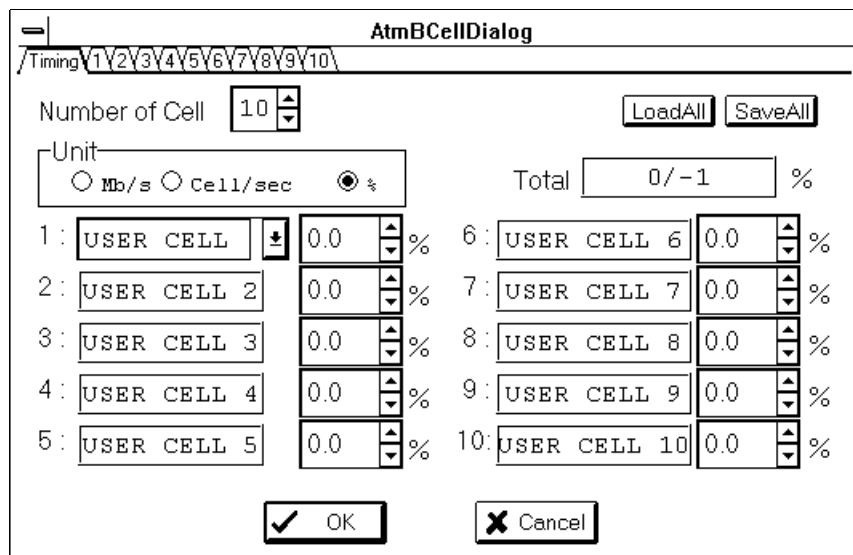 AtmBCellDialog
Timing 1 2 3 4 5 6 7 8 9 10
Number of Cell 10 LoadAll SaveAll
Unit
Mb/s Cell/sec % Total 0/-1 %
1: USER CELL 0.0 % 6: USER CELL 6 0.0 %
2: USER CELL 2 0.0 % 7: USER CELL 7 0.0 %
3: USER CELL 3 0.0 % 8: USER CELL 8 0.0 %
4: USER CELL 4 0.0 % 9: USER CELL 9 0.0 %
5: USER CELL 5 0.0 % 10: USER CELL 10 0.0 %
OK Cancel